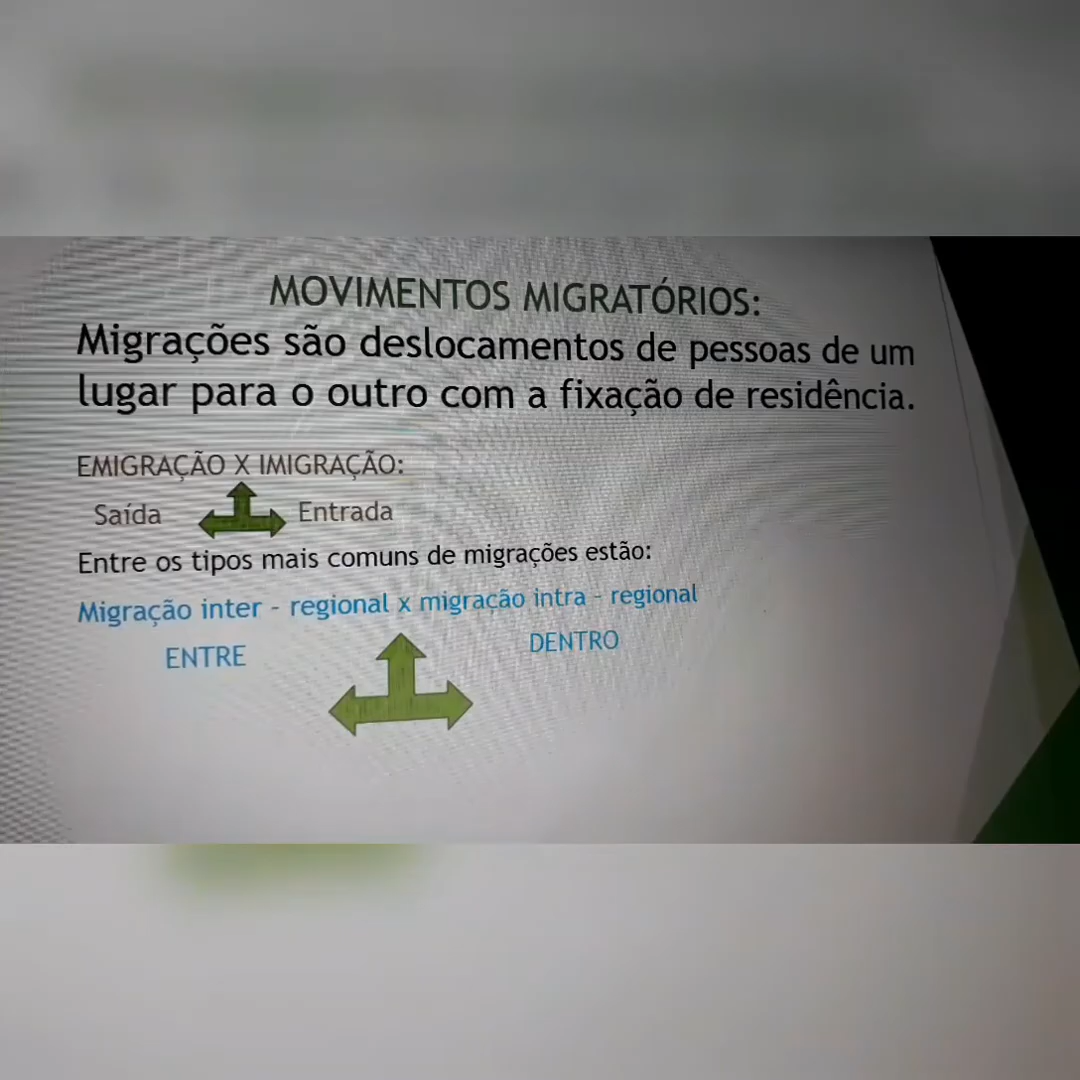 MOVIMENTOS MIGRATÓRIOS:
Migrações são deslocamentos de pessoas de um
lugar para o outro com a fixação de residência.
EMIGRAÇÃO X IMIGRAÇÃO:
Saída Entrada
Entre os tipos mais comuns de migrações estão:
Migração inter - regional x migração intra - regional
ENTRE DENTRO